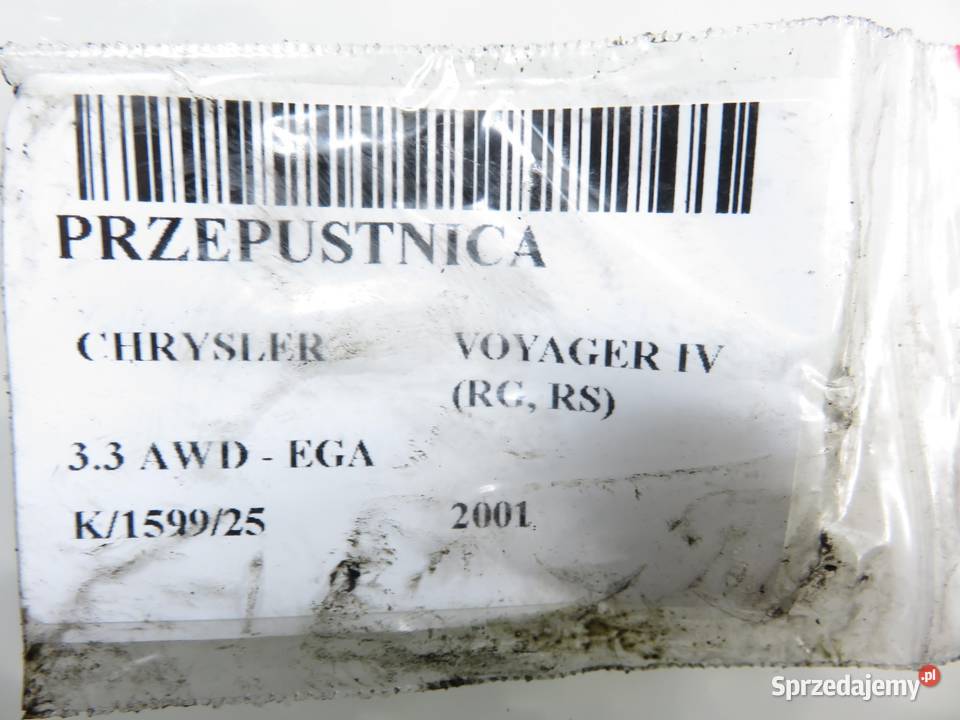 PRZEPUSTNICA
CHRYSLER VOYAGER IV
(RG, RS)
3.3 AWD - EGA
K/1599/25 2001
Sprzedajemy.pl